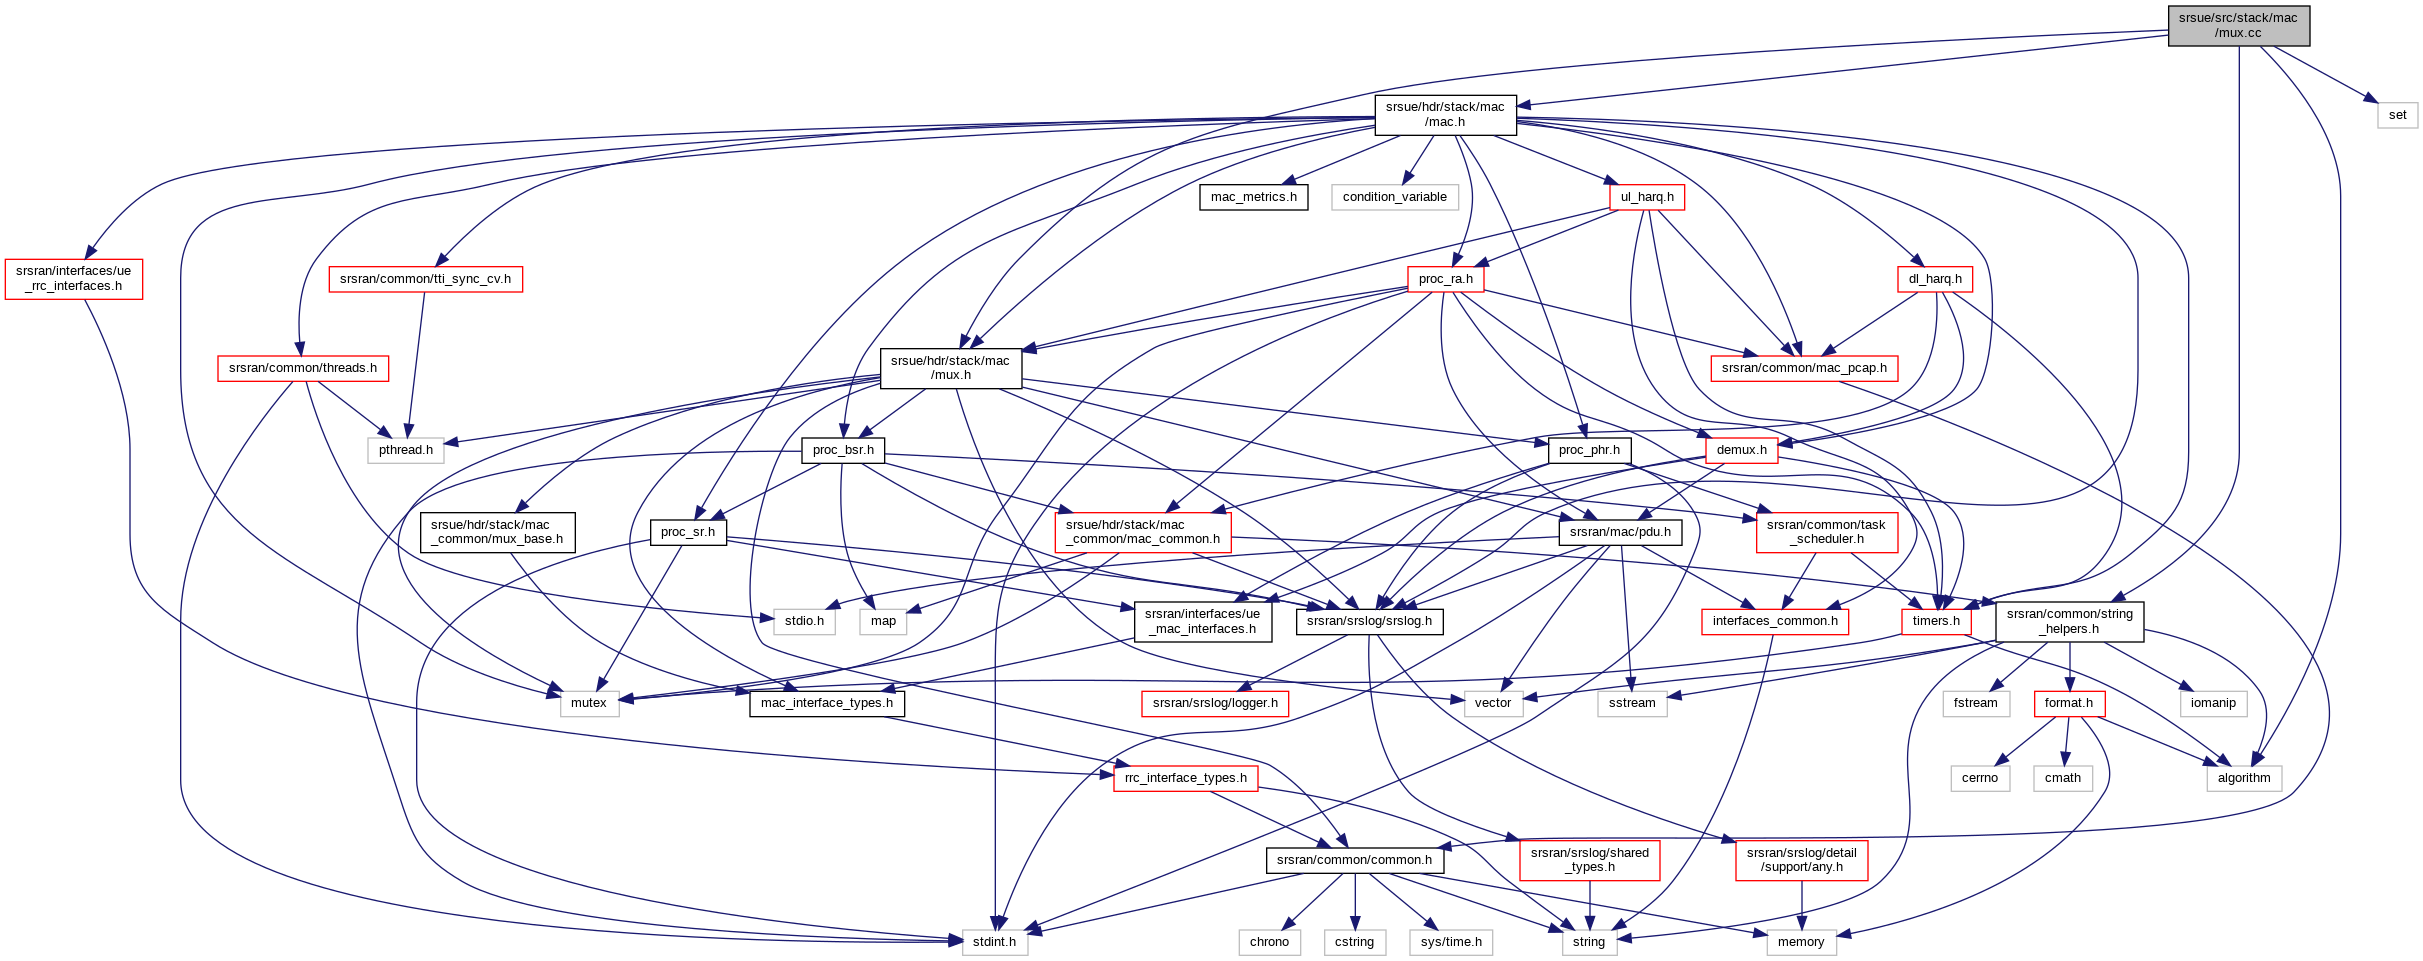 srsue/src/stack/mac
/mux.cc
srsue/hdr/stack/mac
/mac.h
set
mac_metrics.h
condition_variable
ul_harq.h
srsran/interfaces/ue
_rrc_interfaces.h
srsran/common/tti_sync_cv.h
proc_ra.h
dl_harq.h
srsran/common/threads.h
srsue/hdr/stack/mac
/mux.h
srsran/common/mac_pcap.h
pthread.h
proc_bsr.h
proc_phr.h
demux.h
srsue/hdr/stack/mac
_common/mux_base.h
proc_sr.h
srsue/hdr/stack/mac
_common/mac_common.h
srsran/mac/pdu.h
srsran/common/task
_scheduler.h
stdio.h
map
srsran/interfaces/ue
_mac_interfaces.h
srsran/srslog/srslog.h
interfaces_common.h
timers.h
srsran/common/string
_helpers.h
mutex
mac_interface_types.h
srsran/srslog/logger.h
vector
sstream
fstream
format.h
iomanip
rrc_interface_types.h
cerrno
cmath
algorithm
srsran/common/common.h
srsran/srslog/shared
_types.h
srsran/srslog/detail
/support/any.h
stdint.h
chrono
cstring
sys/time.h
string
memory